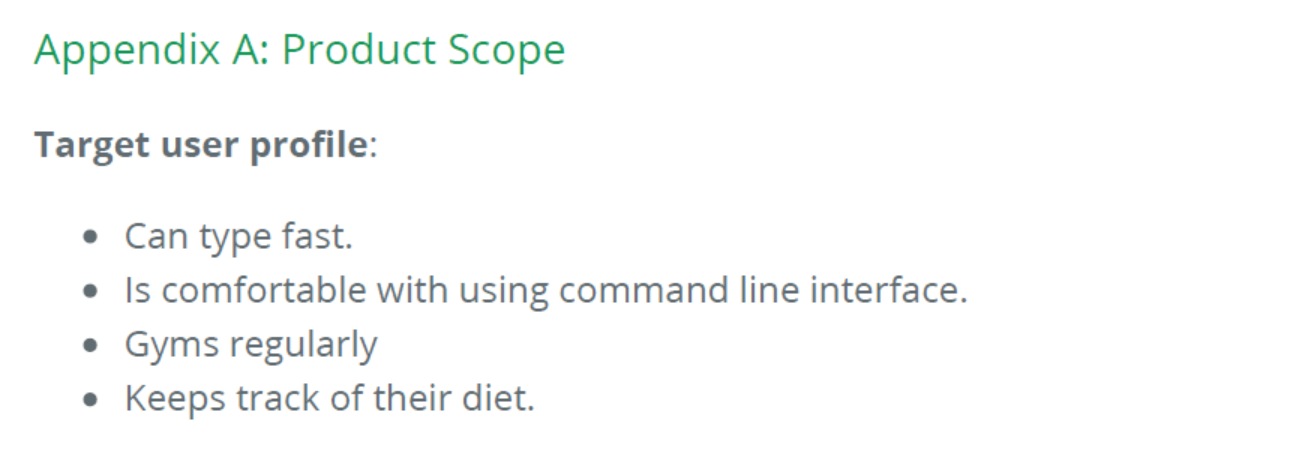 Appendix A: Product Scope
Target user profile:
Can type fast.
Is comfortable with using command line interface.
Gyms regularly
Keeps track of their diet.